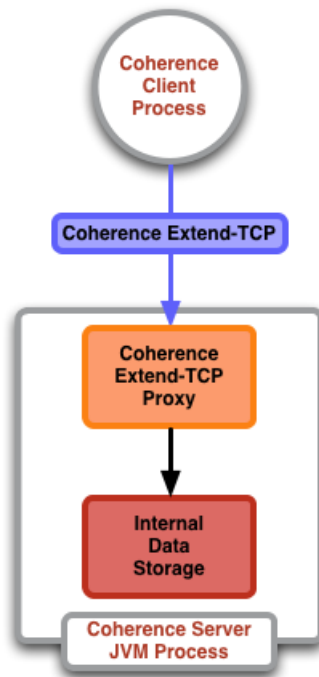 Coherence
Client
Process
Coherence Extend-TCP
Coherence
Extend-TCP
Proxy
Internal
Data
Storage
Coherence Server
JVM Process